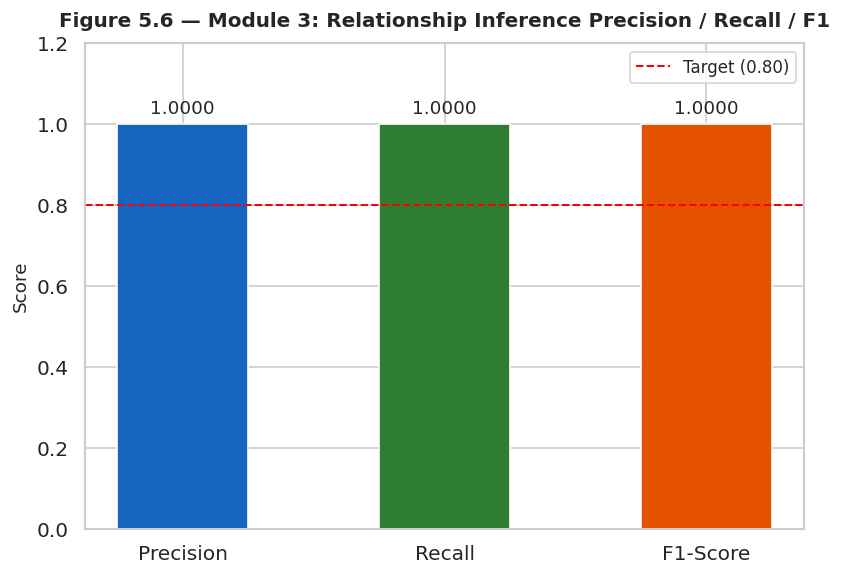 Figure 5.6 — Module 3: Relationship Inference Precision / Recall / F1
1.2
Target (0.80)
1.0000 1.0000 1.0000
1.0
0.8
0.6
Score
0.4
0.2
0.0
Precision Recall F1-Score